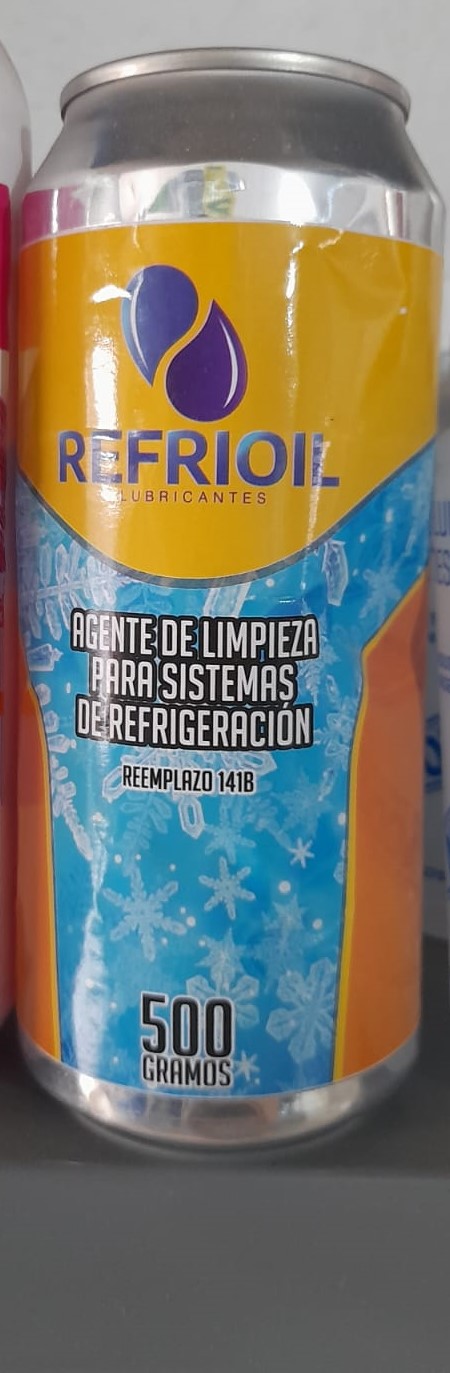 REFRIOIL
LUBRICANTES
AGENTE DE LIMPIEZA
PARA SISTEMAS
DE REFRIGERACIÓN
REEMPLAZO 141B
500
GRAMOS